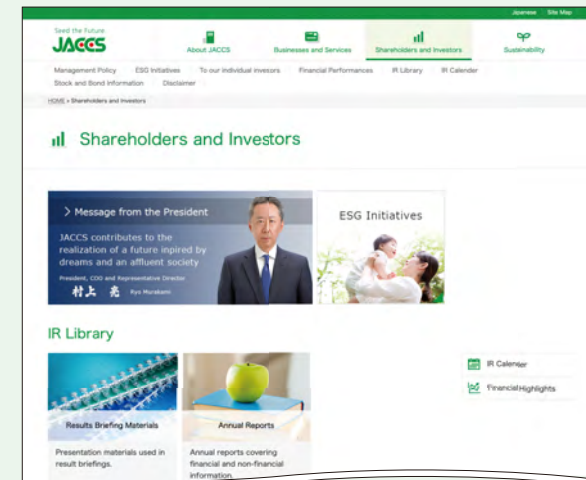 Japanese Site Map
Seed the Future
JACCS
About JACCS
Businesses and Services
Shareholders and Investors
Sustainability
Management Policy ESG Initiatives To our individual invesors Financial Performances IR Library IR Calender
Stock and Bond Information Disclaimer
HOME > Shareholders and Investors
Shareholders and Investors
> Message from the President
JACCS contributes to the
realization of a future inpired by
dreams and an affluent society
President, COO and Representative Director
村上 亮 Ryo Murakami
ESG Initiatives
IR Library
Results Briefing Materials
Presentation materials used in
result briefings.
Annual Reports
Annual reports covering
financial and non-financial
information.
IR Calender
Financial Highlights